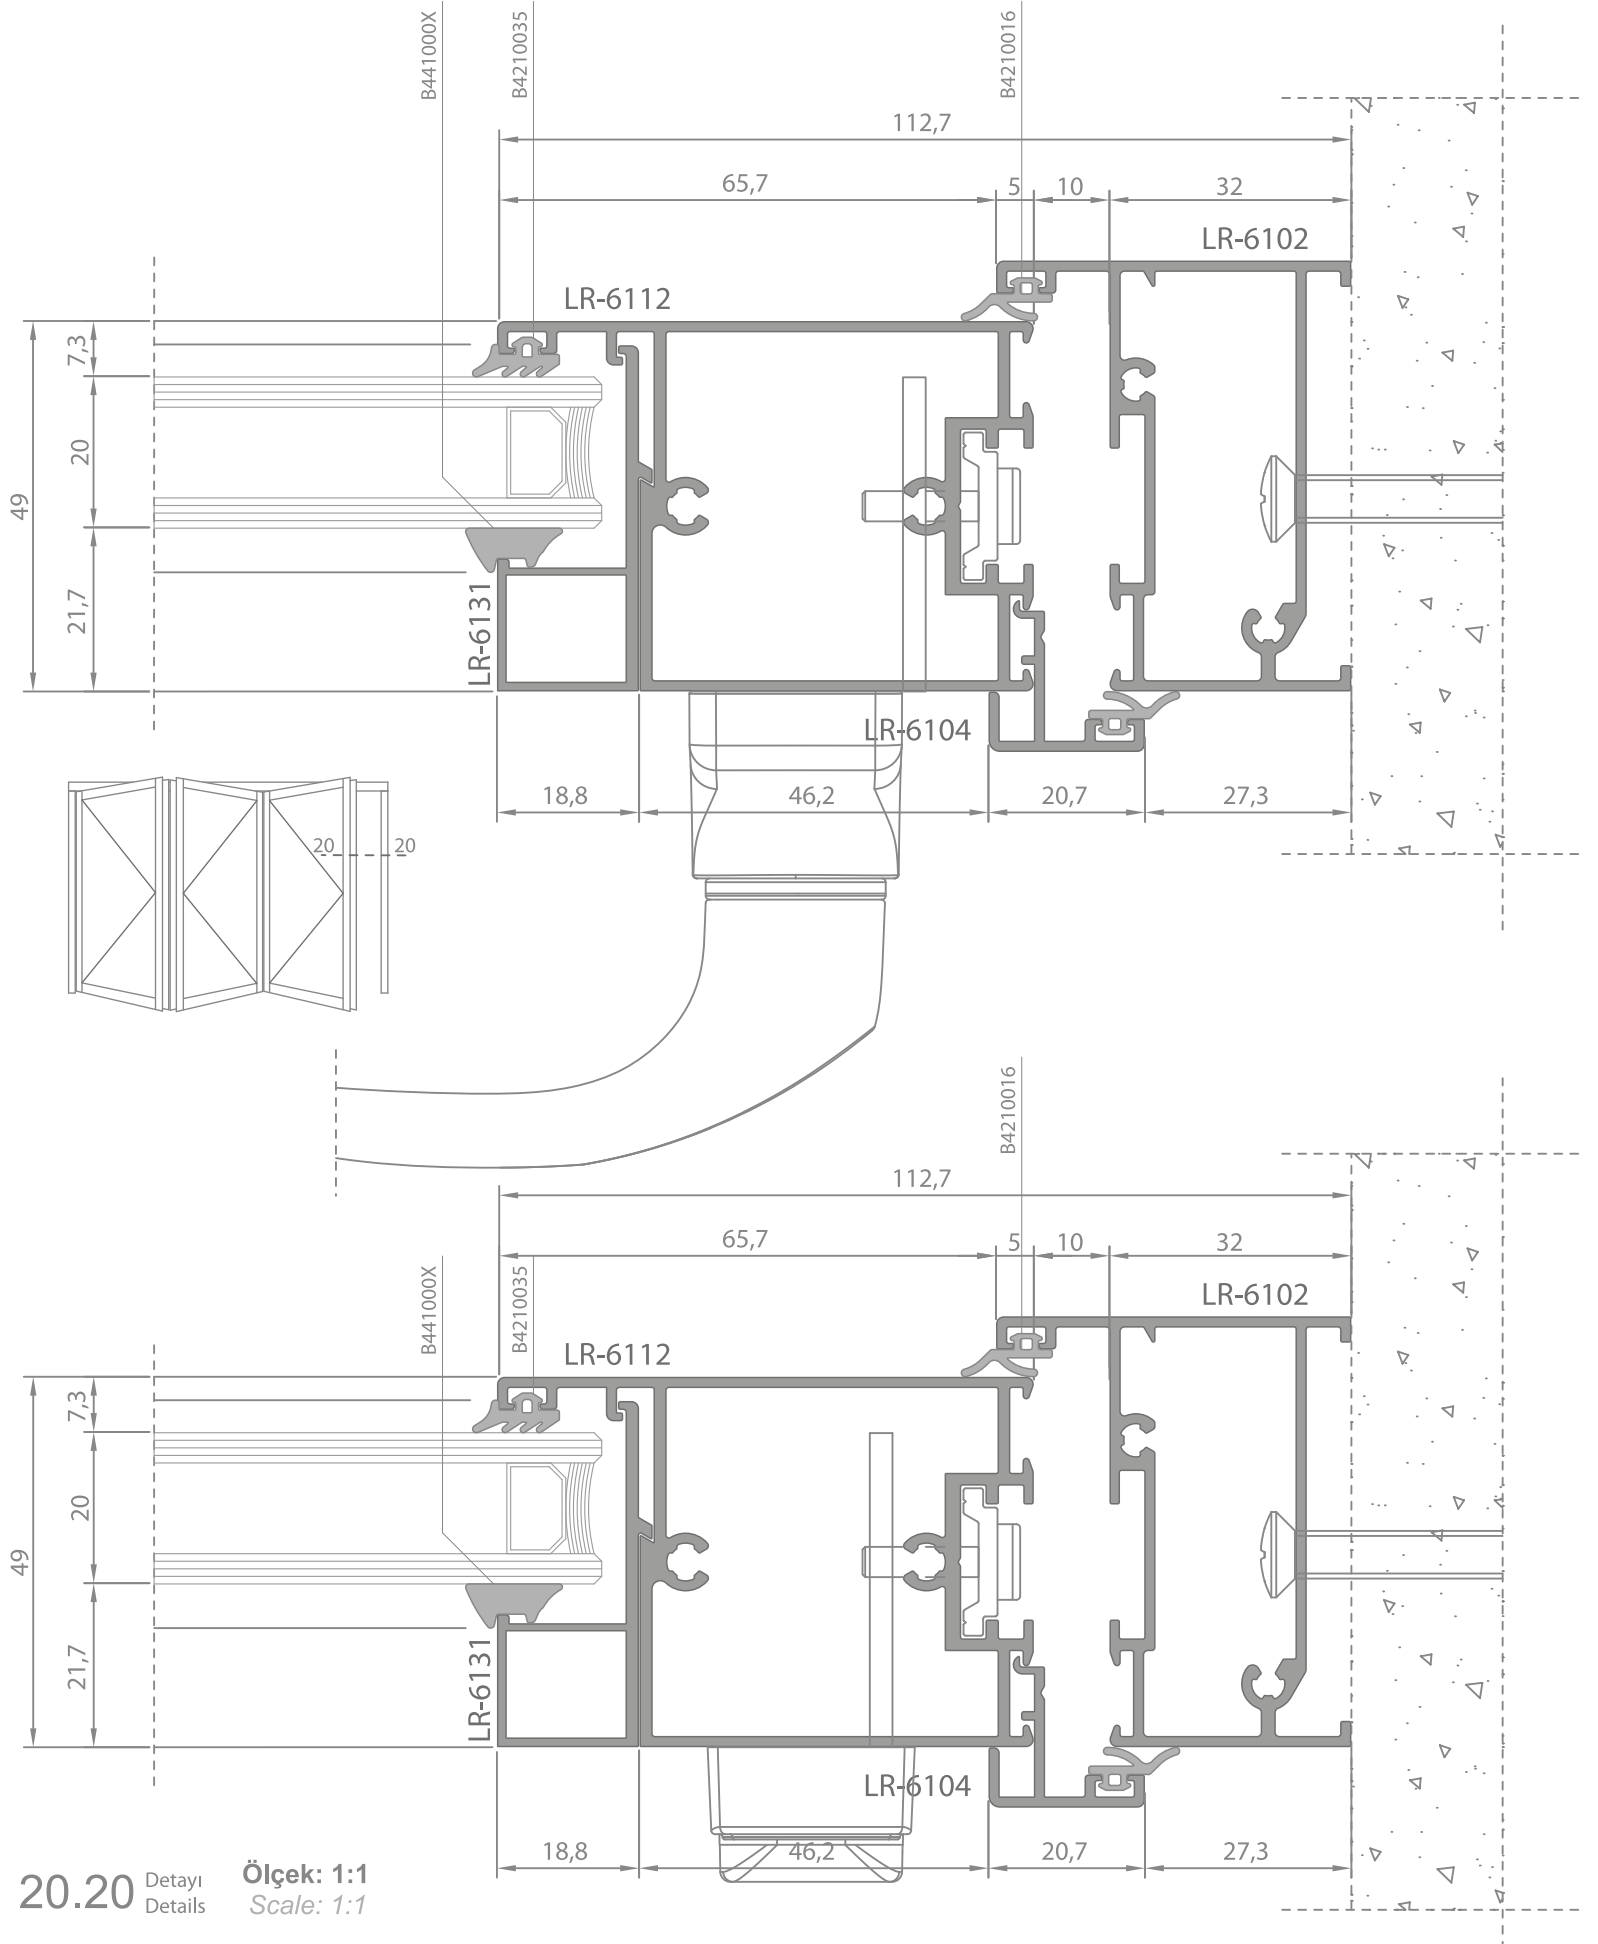 B441000X
B4210035
B4210016
112,7
65,7
5
10
32
LR-6102
LR-6112
7,3
20
49
21,7
LR-6131
LR-6104
18,8
46,2
20,7
27,3
20
20
B4210016
112,7
65,7
5
10
32
B441000X
B4210035
LR-6102
LR-6112
7,3
20
49
21,7
LR-6131
LR-6104
18,8
46,2
20,7
27,3
20.20
Detayı
Details
Ölçek: 1:1
Scale: 1:1